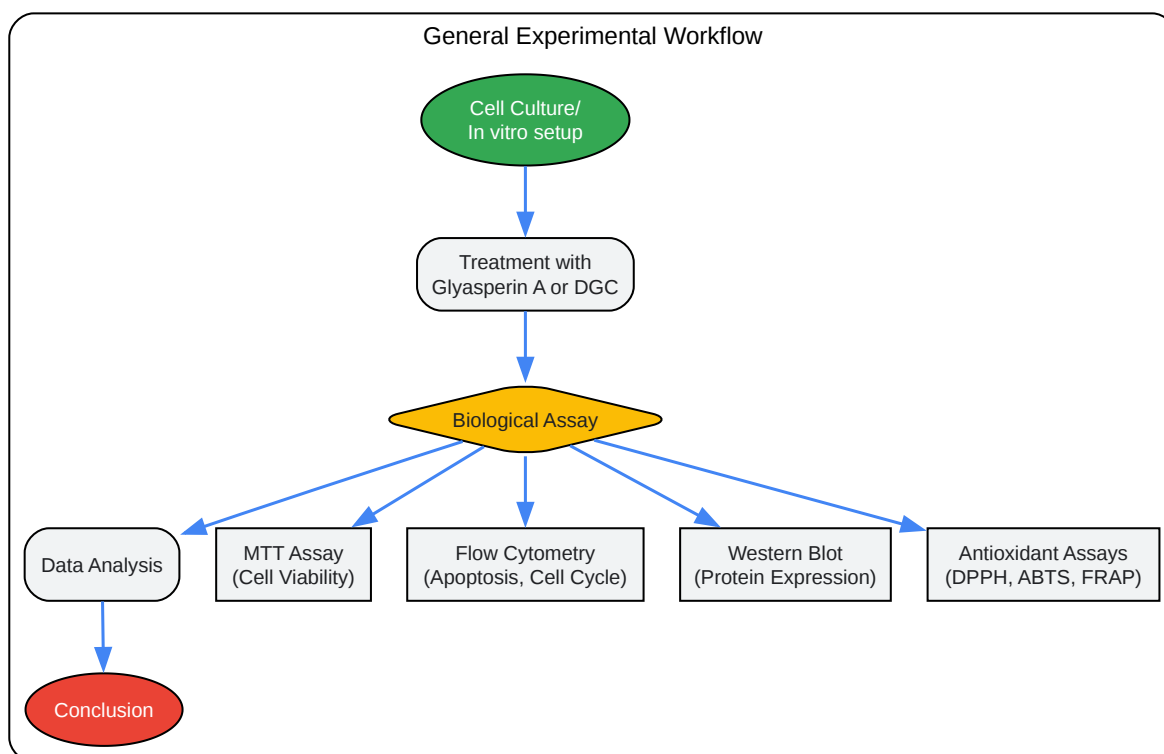 General Experimental Workflow
Cell Culture/
In vitro setup
Treatment with
Glyasperin A or DGC
Biological Assay
Data Analysis
MTT Assay
(Cell Viability)
Flow Cytometry
(Apoptosis, Cell Cycle)
Western Blot
(Protein Expression)
Antioxidant Assays
(DPPH, ABTS, FRAP)
Conclusion